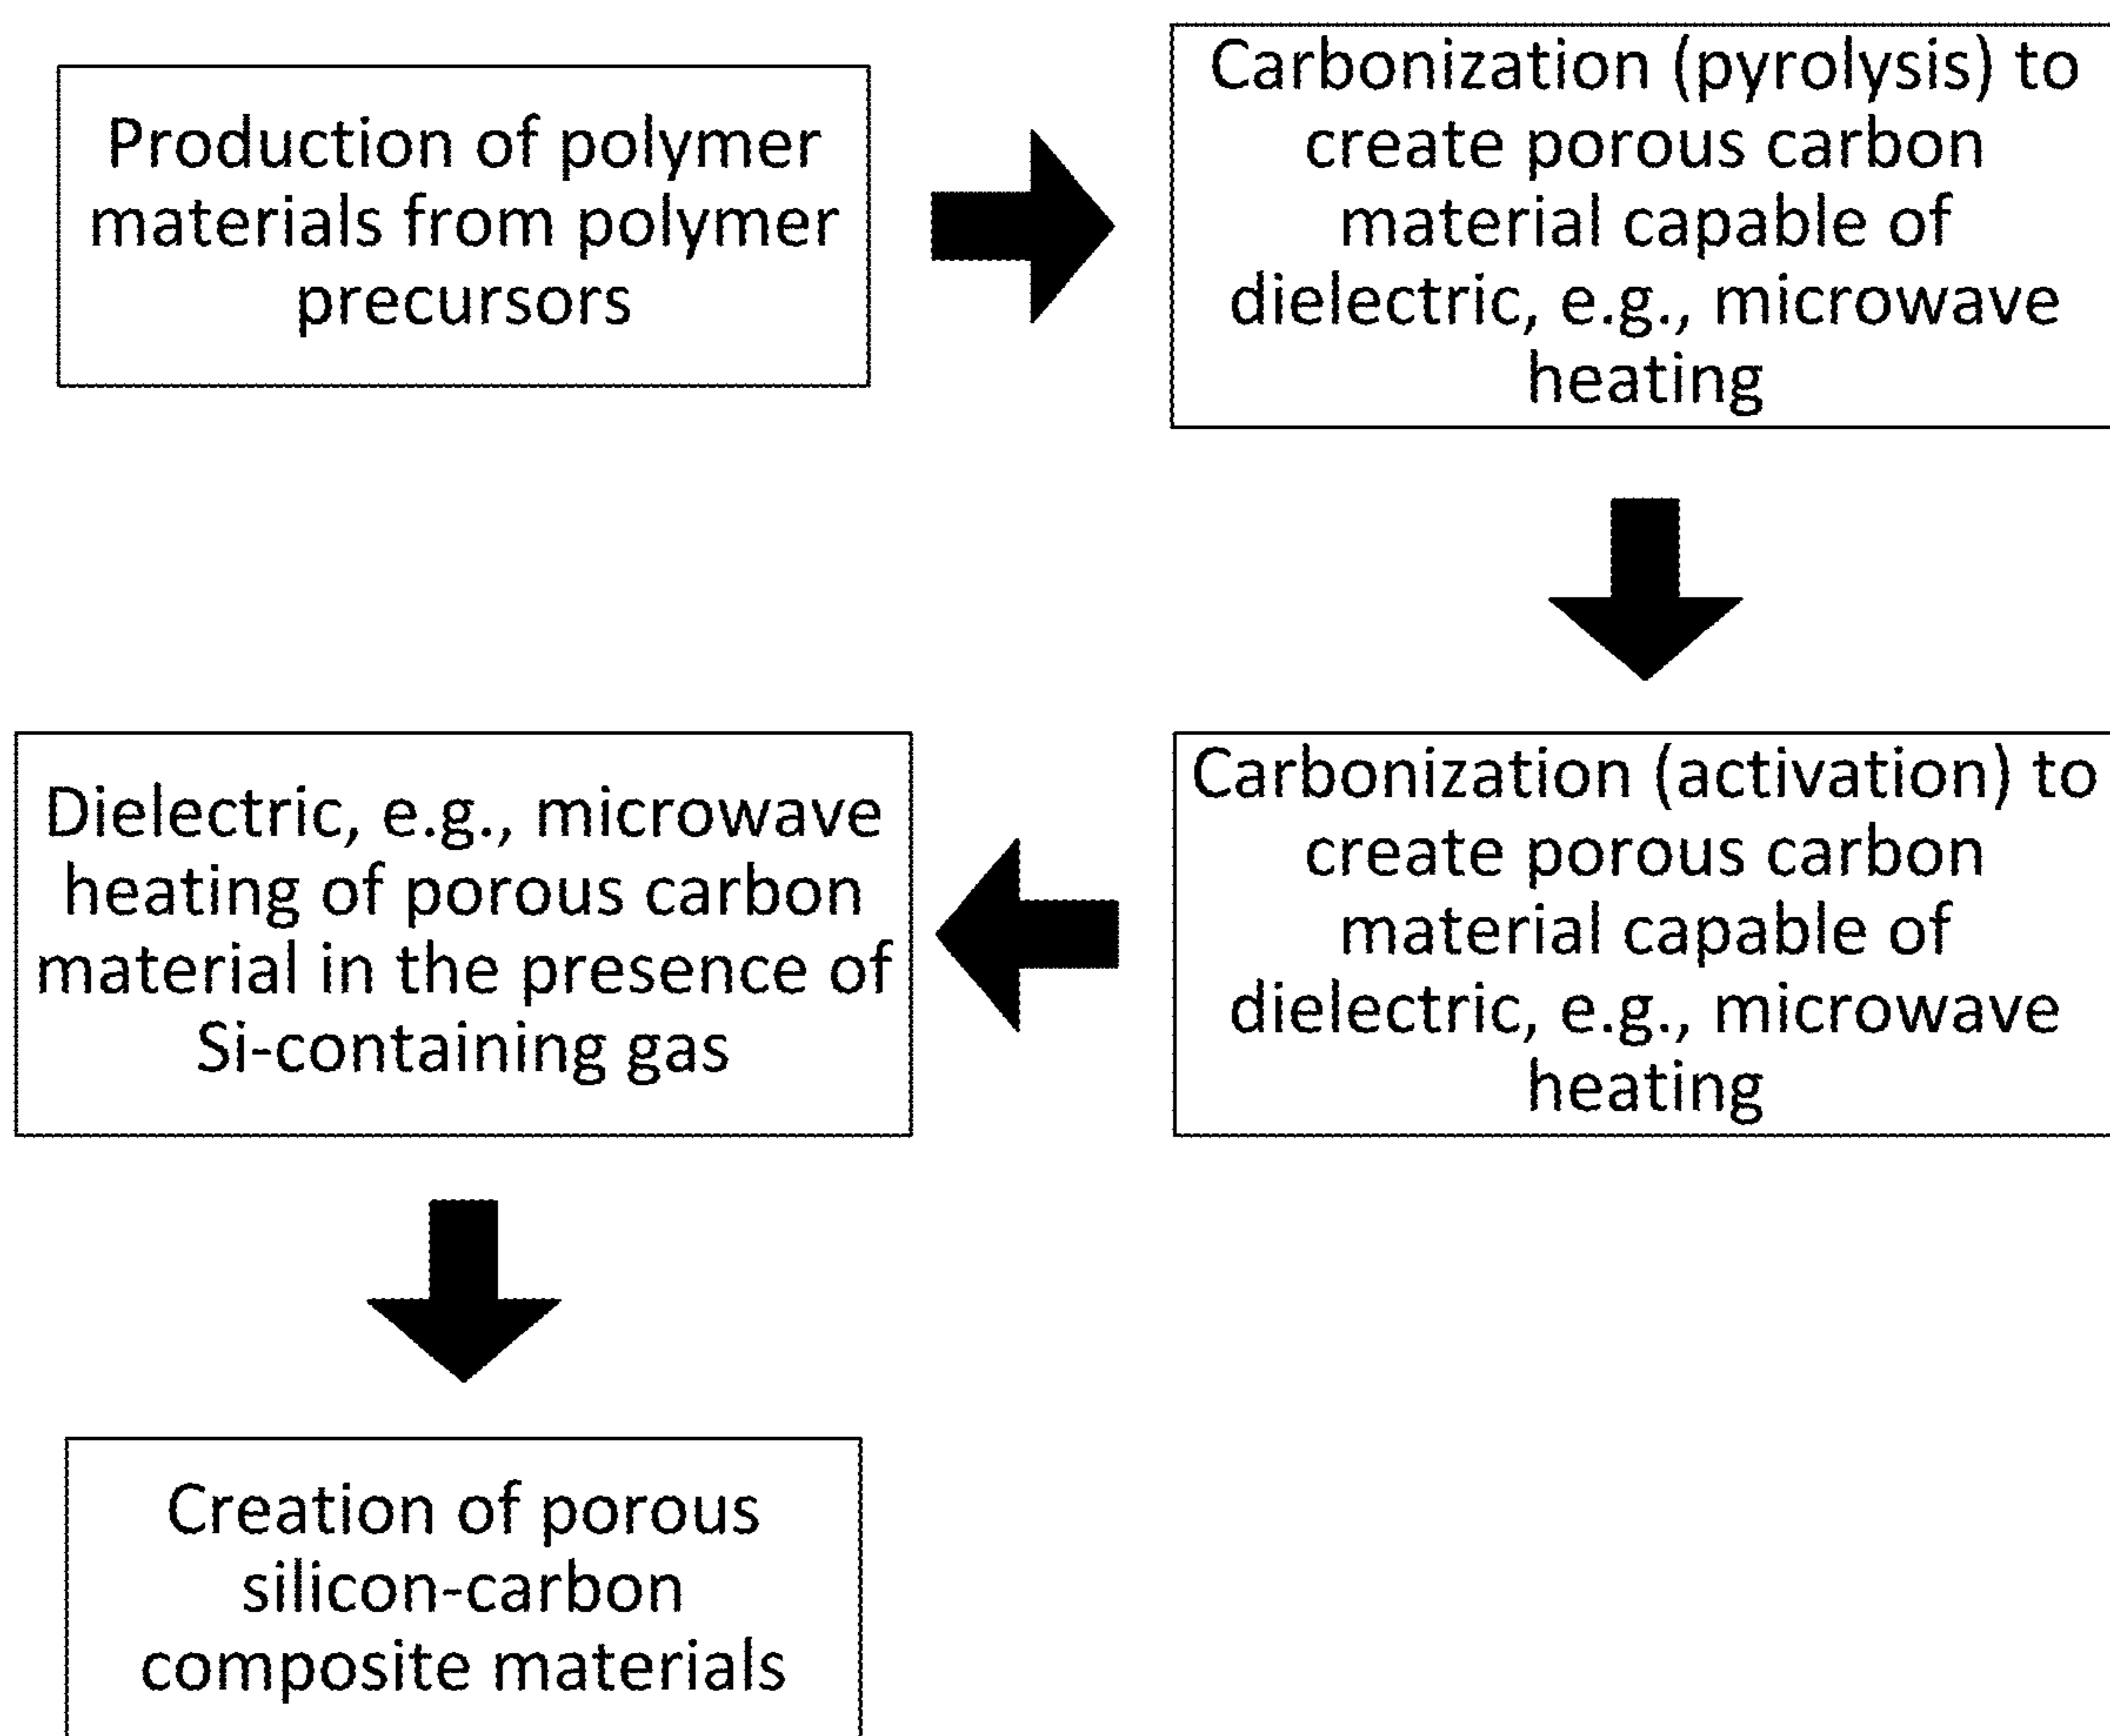 Production of polymer
materials from polymer
precursors
Carbonization (pyrolysis) to
create porous carbon
material capable of
dielectric, e.g., microwave
heating
Carbonization (activation) to
create porous carbon
material capable of
dielectric, e.g., microwave
heating
Dielectric, e.g., microwave
heating of porous carbon
material in the presence of
Si-containing gas
Creation of porous
silicon-carbon
composite materials